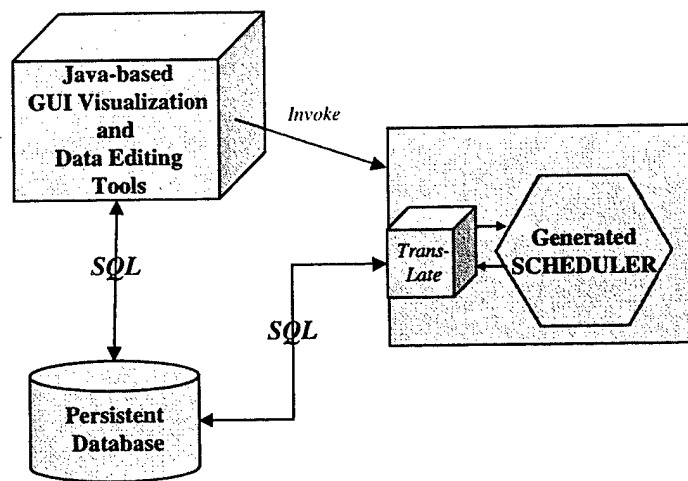 Java-based
GUI Visualization
and
Data Editing
Tools
Invoke
SQL
Trans-
Late
Generated
SCHEDULER
SQL
Persistent
Database